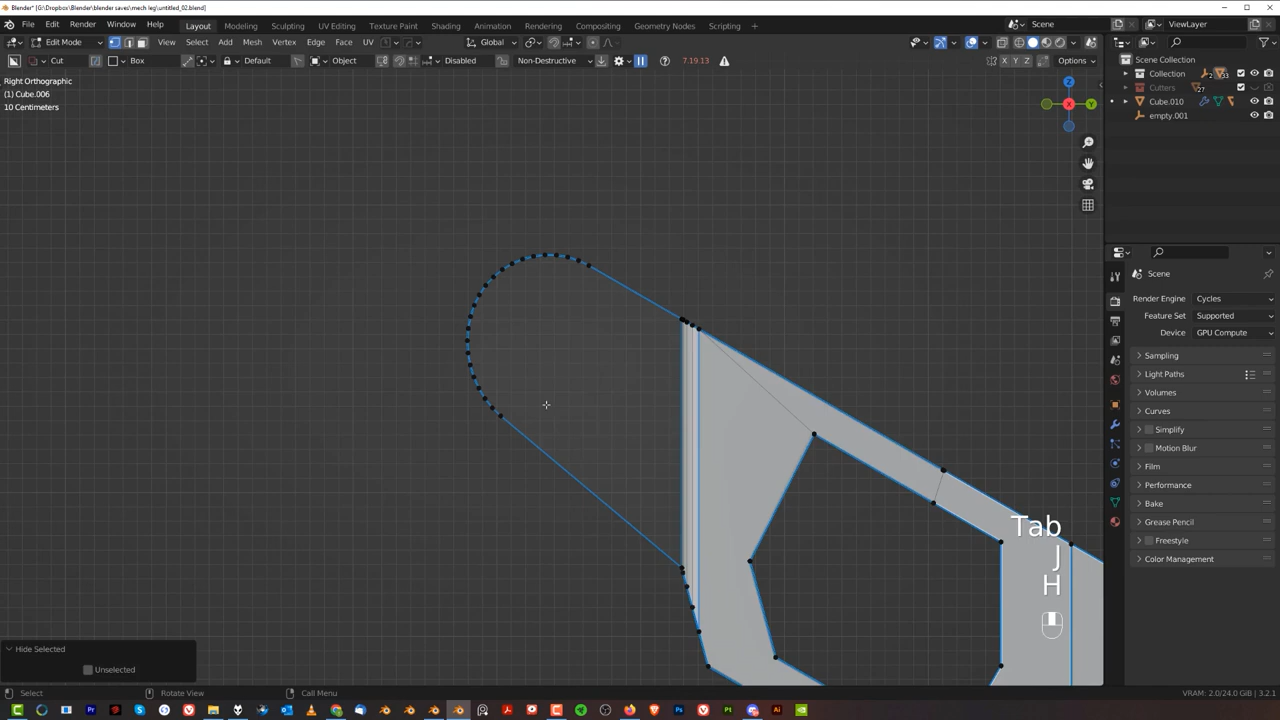 Blender* [G:\Dropbox\Blender\blender saves\mech leg\untitled_02.blend]
File Edit Render Window Help Layout Modeling Sculpting UV Editing Texture Paint Shading Animation Rendering Compositing Geometry Nodes Scripting Scene ViewLayer
Edit Mode View Select Add Mesh Vertex Edge Face UV Global
Cut Box Default Object Disabled Non-Destructive 7.19.13 X Y Z Options
Right Orthographic
(1) Cube.006
10 Centimeters
Z
X
Y
Scene Collection
Collection 2 33
Cutters 27
Cube.010
empty.001
Scene
Render Engine Cycles
Feature Set Supported
Device GPU Compute
Sampling
Light Paths
Volumes
Curves
Simplify
Motion Blur
Film
Performance
Bake
Grease Pencil
Freestyle
Color Management
Tab
J
H
Hide Selected
Unselected
Select Rotate View Call Menu VRAM: 2.0/24.0 GiB | 3.2.1